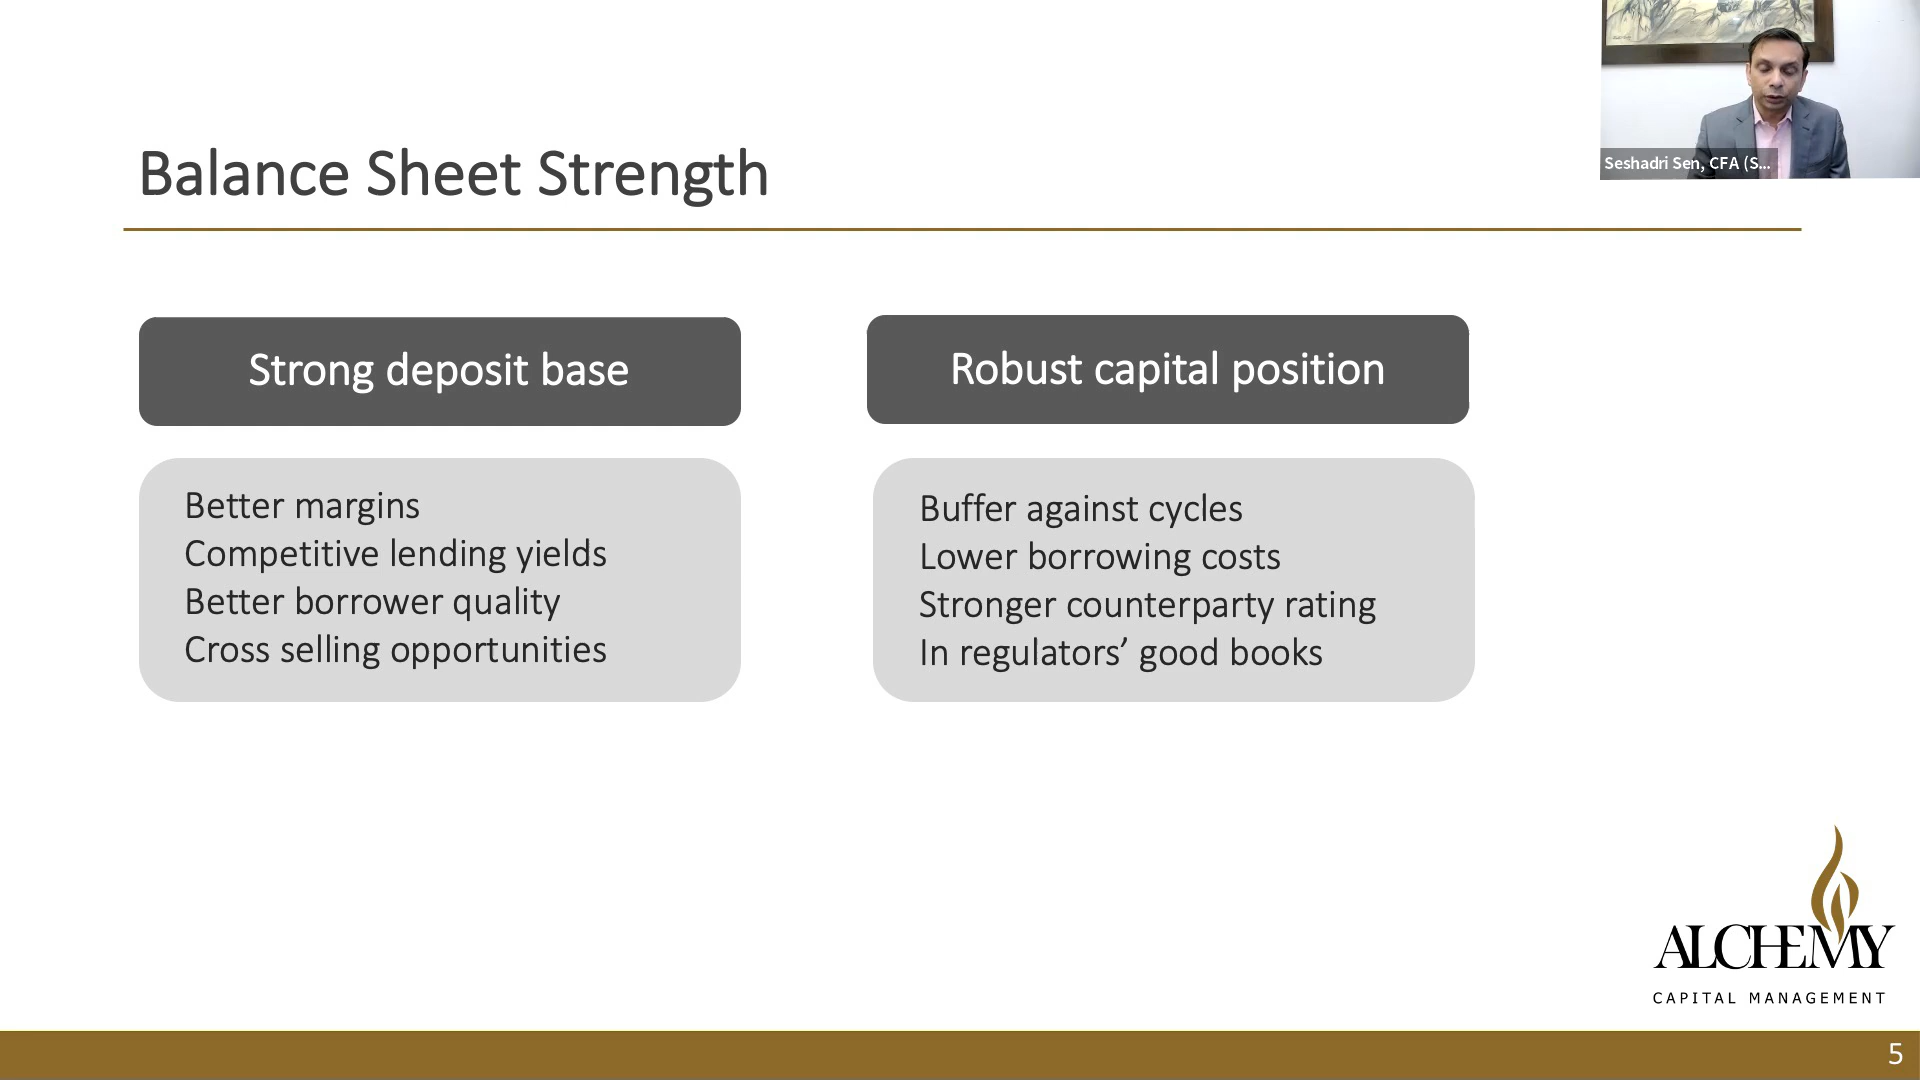 Seshadri Sen, CFA (S...
Balance Sheet Strength
Strong deposit base
Better margins
Competitive lending yields
Better borrower quality
Cross selling opportunities
Robust capital position
Buffer against cycles
Lower borrowing costs
Stronger counterparty rating
In regulators’ good books
ALCHEMY
CAPITAL MANAGEMENT
5